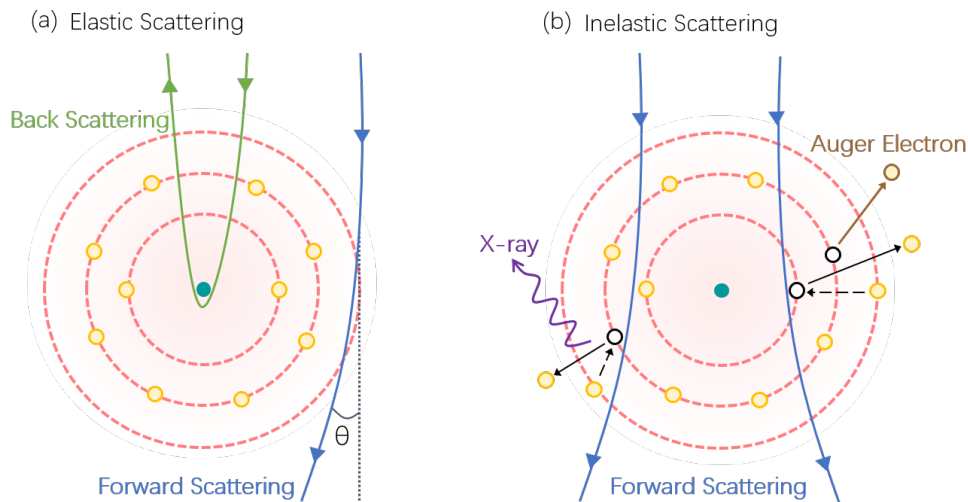 (a) Elastic Scattering
Back Scattering
θ
Forward Scattering
(b) Inelastic Scattering
Auger Electron
X-ray
Forward Scattering